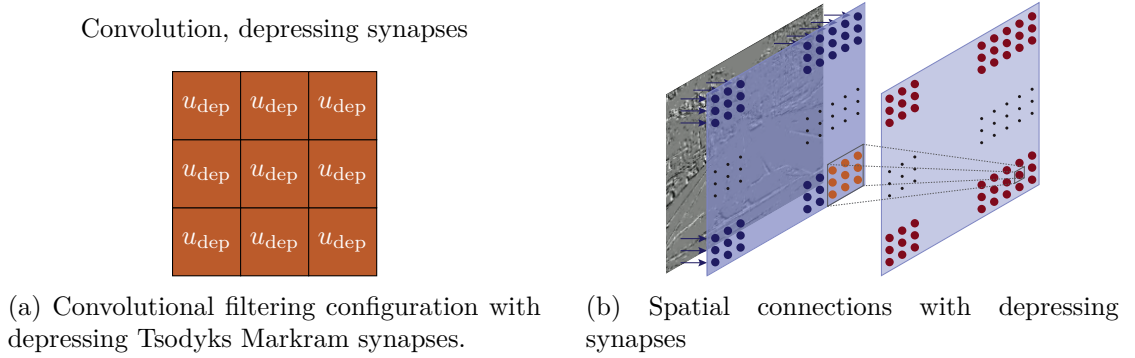 Convolution, depressing synapses
u_dep u_dep u_dep
u_dep u_dep u_dep
u_dep u_dep u_dep
(a) Convolutional filtering configuration with
depressing Tsodyks Markram synapses.
(b) Spatial connections with depressing
synapses